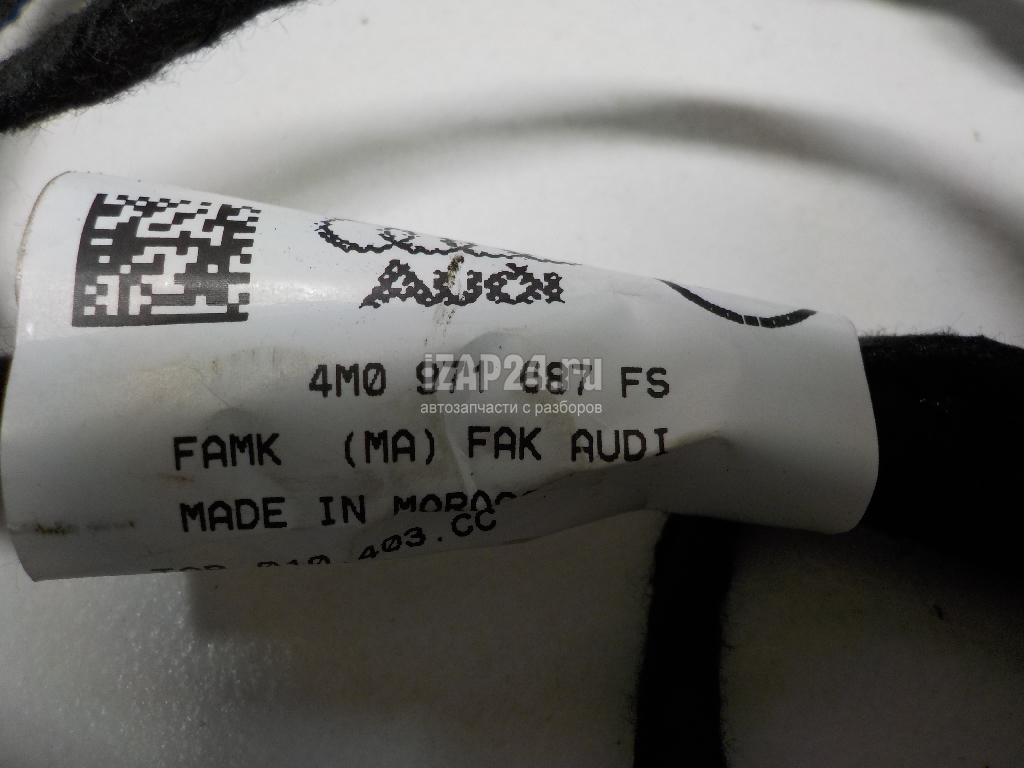 AUDI
4M0 971 687 FS
iZAP24.ru
автозапчасти с разборов
FAMK (MA) FAK AUDI
MADE IN
403.CC